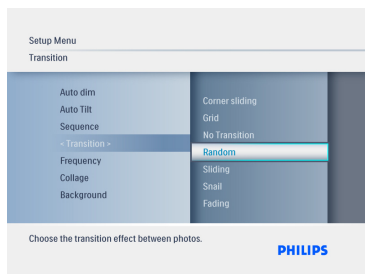 Setup Menu
Transition
Auto dim
Auto Tilt
Sequence
« Transition »
Frequency
Collage
Background
Corner sliding
Grid
No Transition
Random
Sliding
Snail
Fading
Choose the transition effect between photos.
PHILIPS